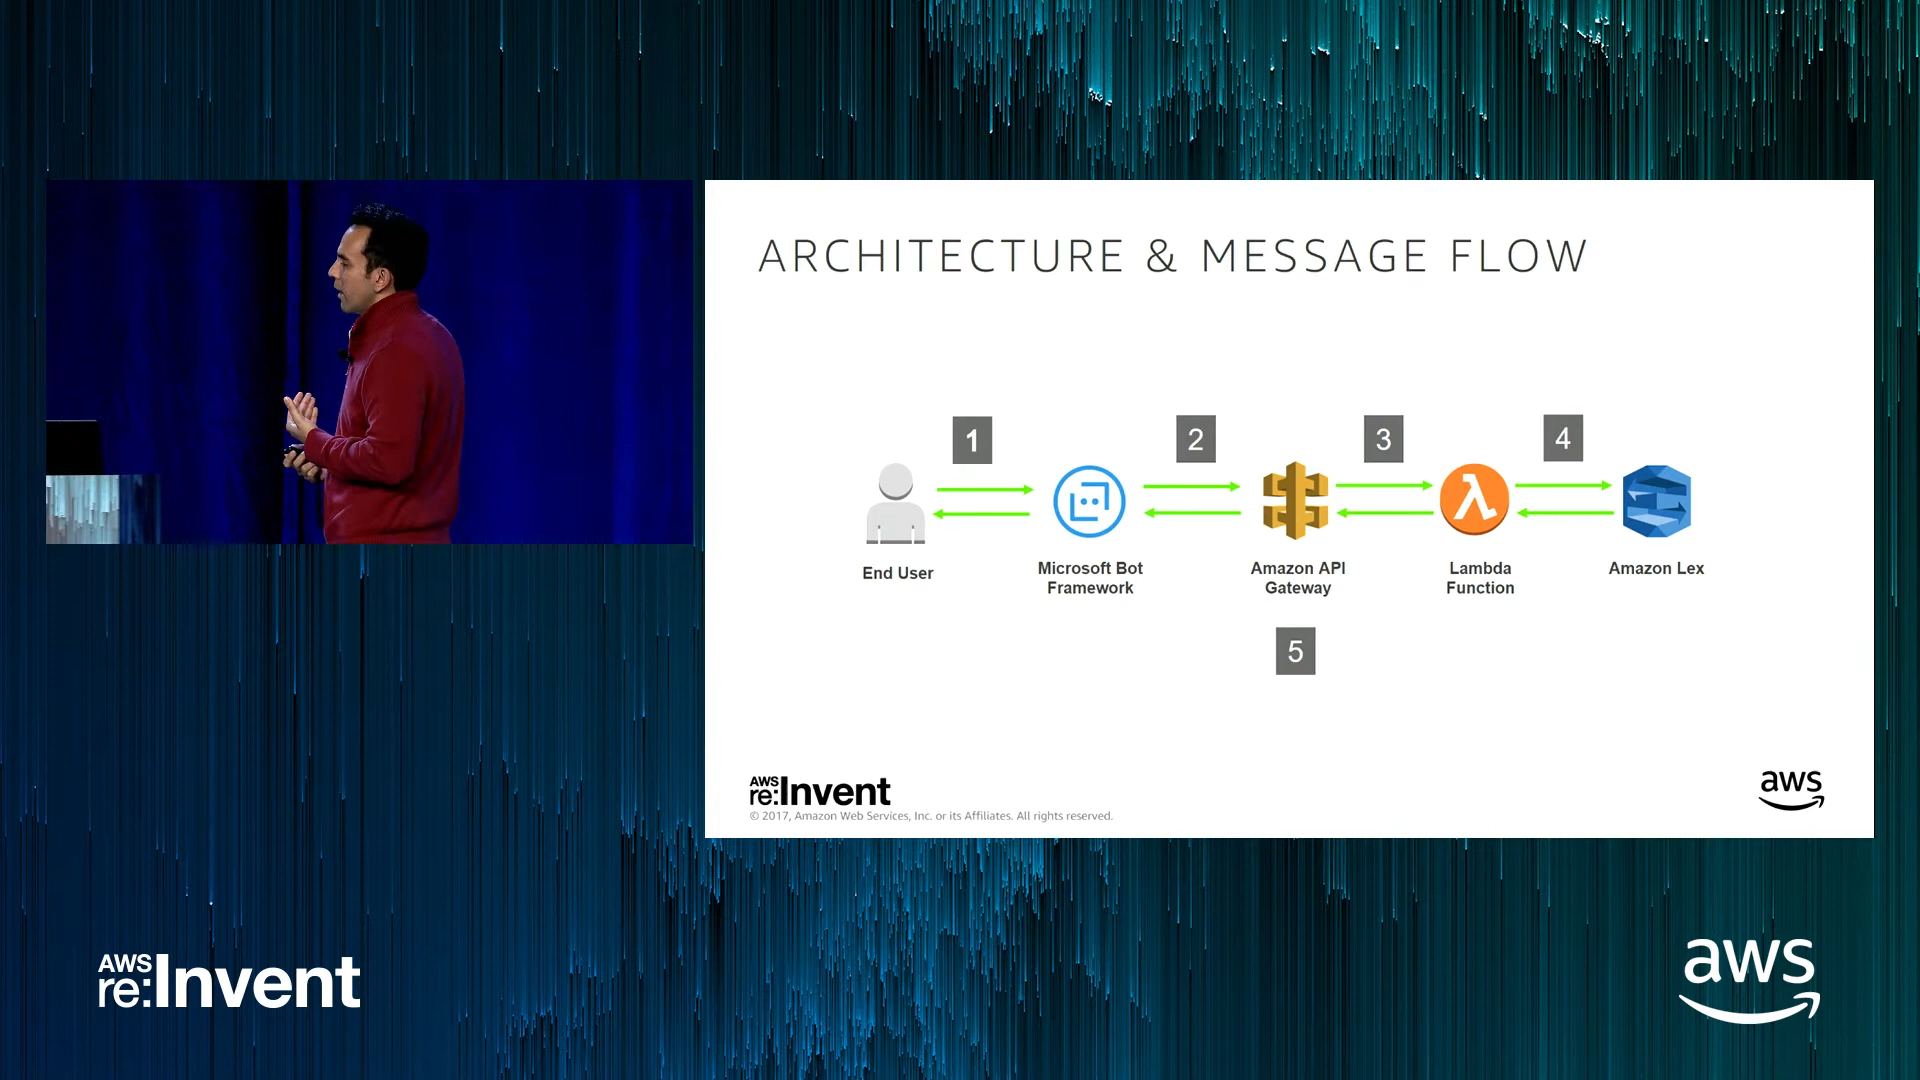 ARCHITECTURE & MESSAGE FLOW
1
2
3
4
End User
Microsoft Bot
Framework
Amazon API
Gateway
Lambda
Function
Amazon Lex
5
AWS
re:Invent
© 2017, Amazon Web Services, Inc. or its Affiliates. All rights reserved.
aws
AWS
re:Invent
aws